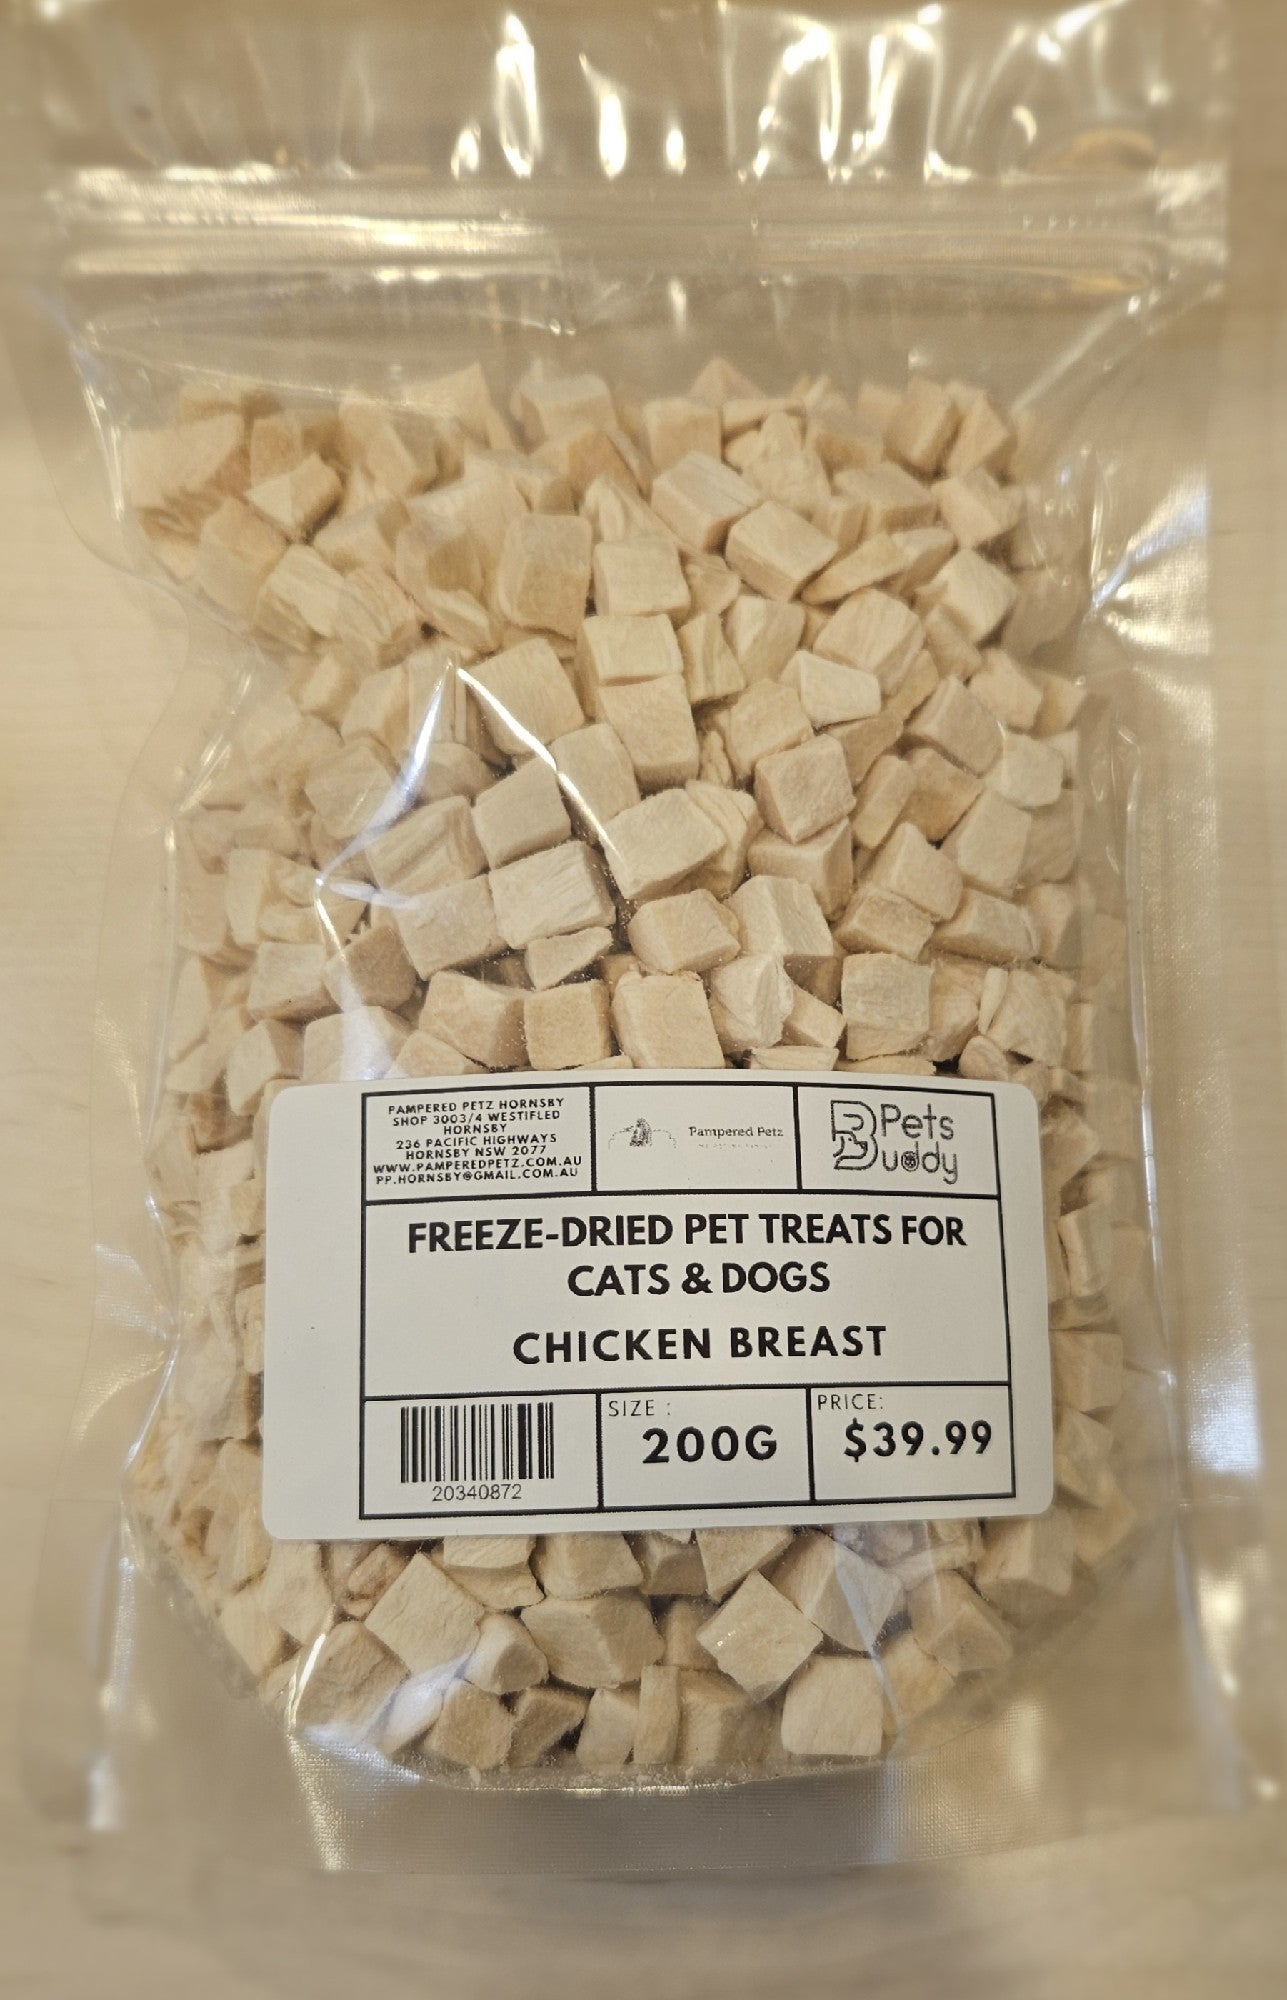 PAMPERED PETZ HORNSBY
SHOP 3003/4 WESTIFLED
HORNSBY
236 PACIFIC HIGHWAYS
HORNSBY NSW 2077
WWW.PAMPEREDPETZ.COM.AU
PP.HORNSBY@GMAIL.COM.AU
Pampered Petz
Pets
Buddy
FREEZE-DRIED PET TREATS FOR
CATS & DOGS
CHICKEN BREAST
20340872
SIZE :
200G
PRICE:
$39.99